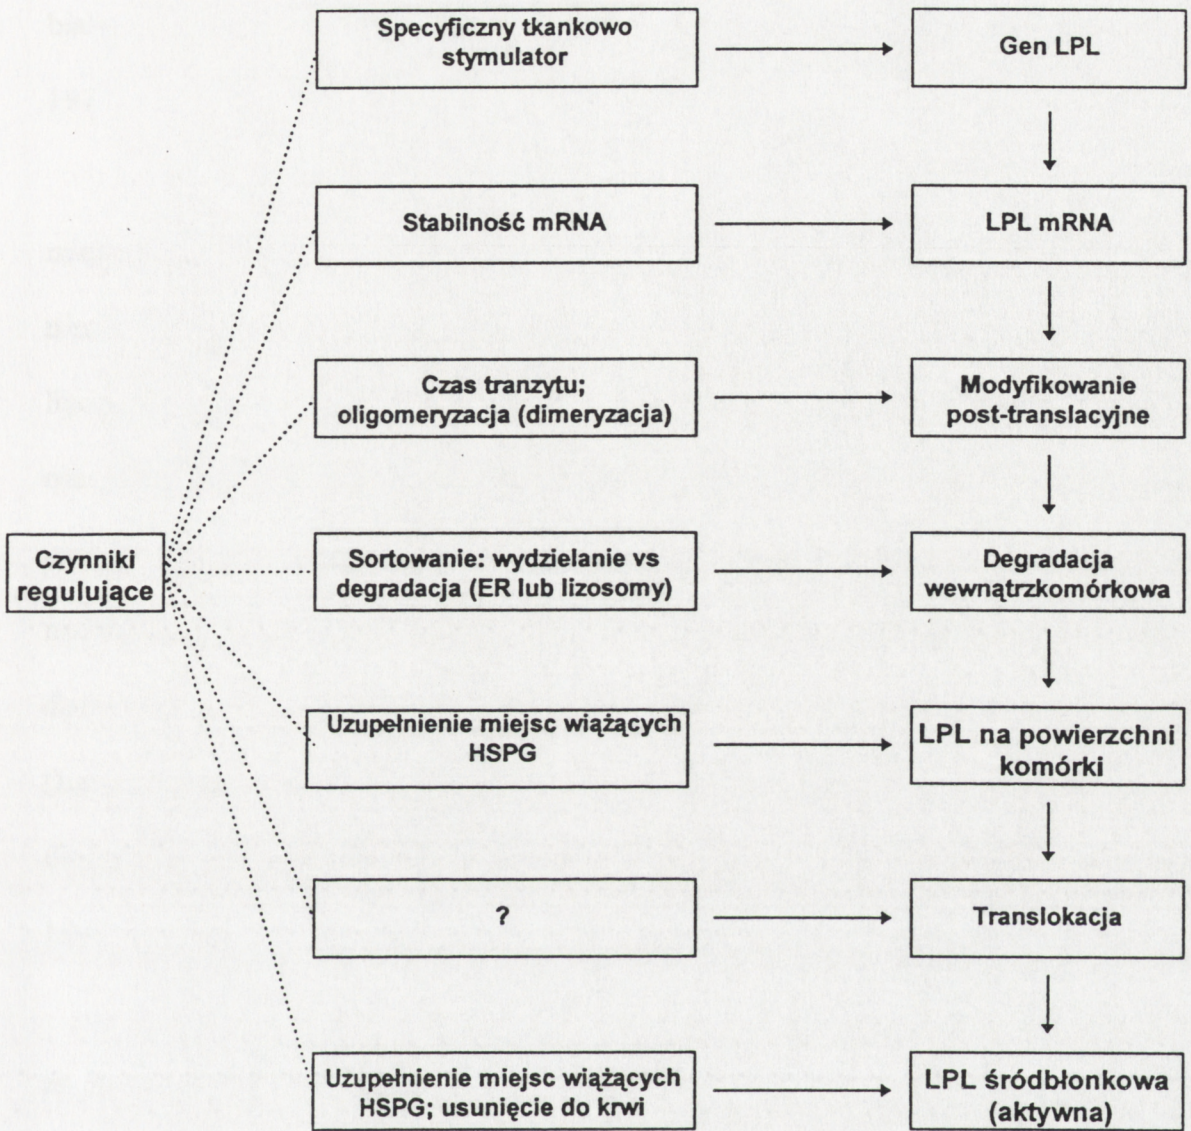 Specyficzny tkankowo
stymulator
Gen LPL
Stabilność mRNA
LPL mRNA
Czas tranzytu;
oligomeryzacja (dimeryzacja)
Modyfikowanie
post-translacyjne
Czynniki
regulujące
Sortowanie: wydzielanie vs
degradacja (ER lub lizosomy)
Degradacja
wewnątrzkomórkowa
Uzupełnienie miejsc wiążących
HSPG
LPL na powierzchni
komórki
?
Translokacja
Uzupełnienie miejsc wiążących
HSPG; usunięcie do krwi
LPL śródbłonkowa
(aktywna)